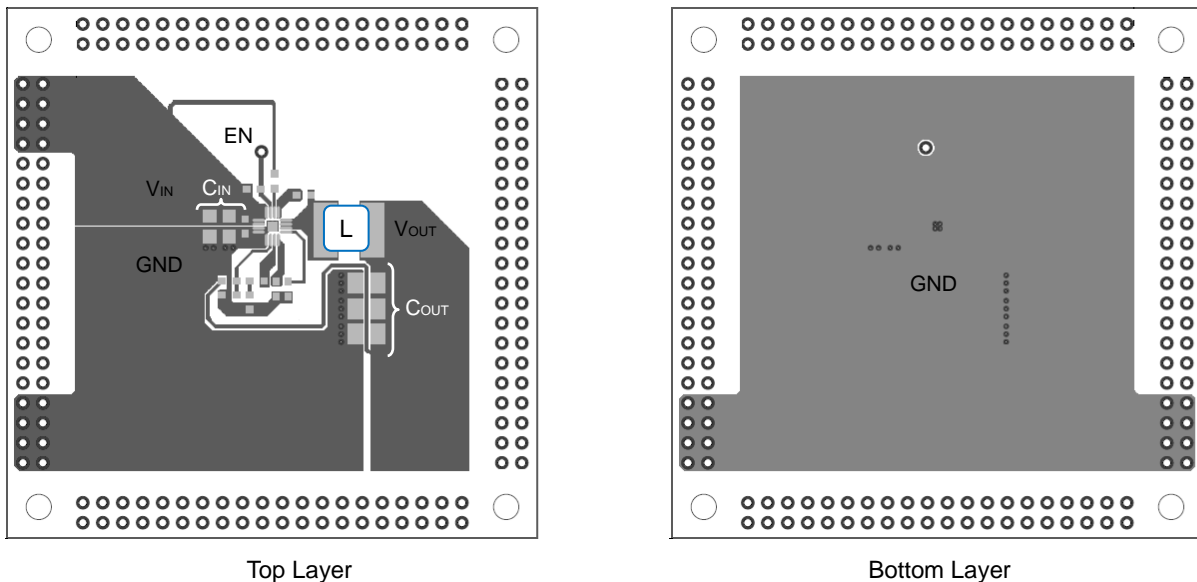 EN
VIN
CIN
L
VOUT
GND
COUT
GND
Top Layer
Bottom Layer